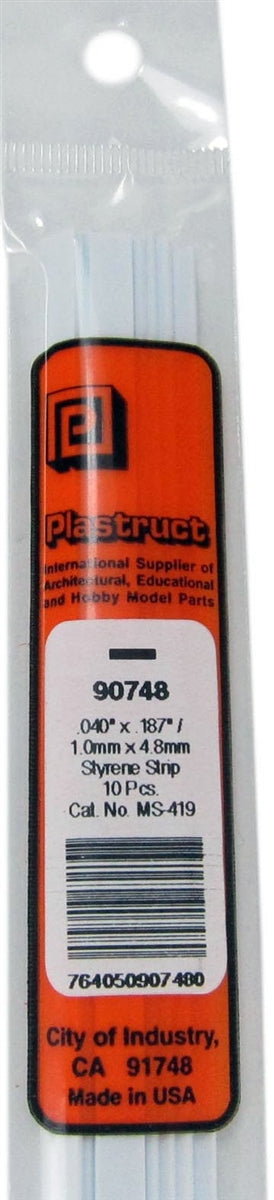 Plastruct
International Supplier of
Architectural, Educational
and Hobby Model Parts
90748
.040" x .187" /
1.0mm x 4.8mm
Styrene Strip
10 Pcs.
Cat. No. MS-419
764050907480
City of Industry,
CA 91748
Made in USA